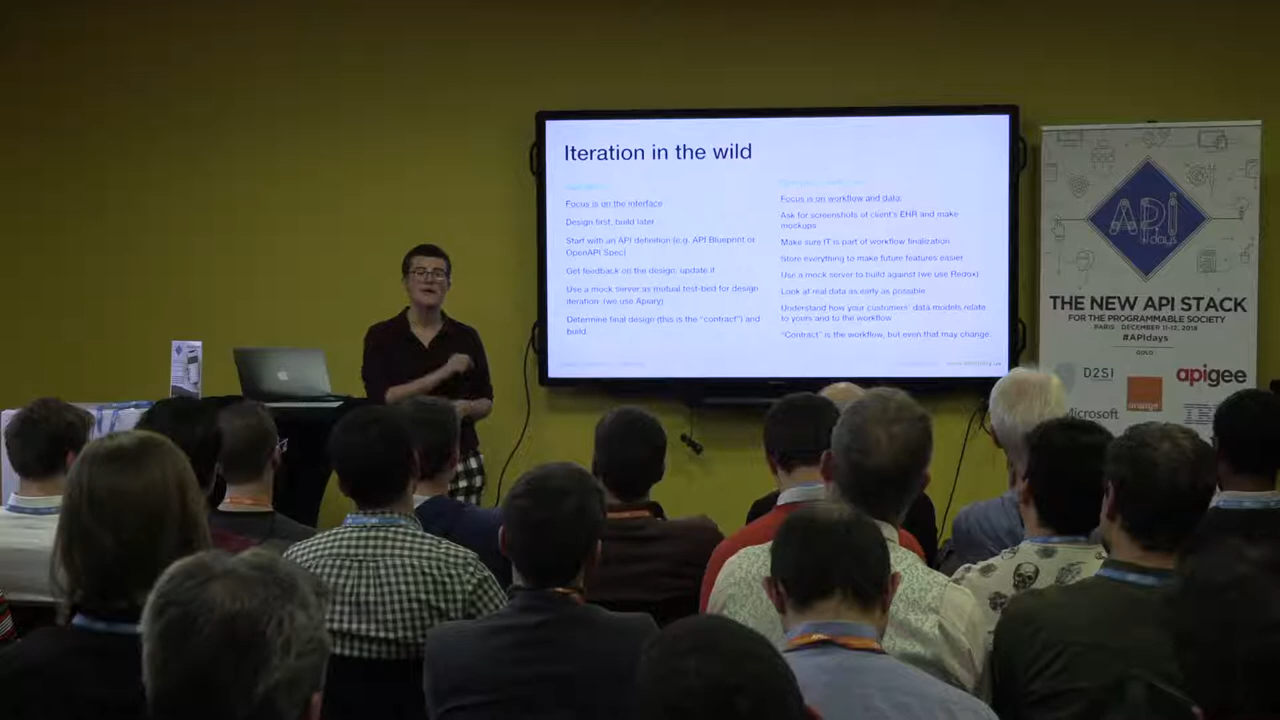 Iteration in the wild
Focus is on the interface
Design first, build later
Start with an API definition (e.g. API Blueprint or
OpenAPI Spec)
Get feedback on the design, update it
Use a mock server as mutual test-bed for design
iteration (we use Apiary)
Determine final design (this is the "contract") and
build
Focus is on workflow and data.
Ask for screenshots of client's EHR and make
mockups
Make sure IT is part of workflow finalization
Store everything to make future features easier
Use a mock server to build against (we use Redox)
Look at real data as early as possible
Understand how your customers' data models relate
to yours and to the workflow
"Contract" is the workflow, but even that may change.
API
days
THE NEW API STACK
FOR THE PROGRAMMABLE SOCIETY
PARIS DECEMBER 11-12, 2018
#APIdays
GOLD
D2SI
orange
apigee
Microsoft
IBM